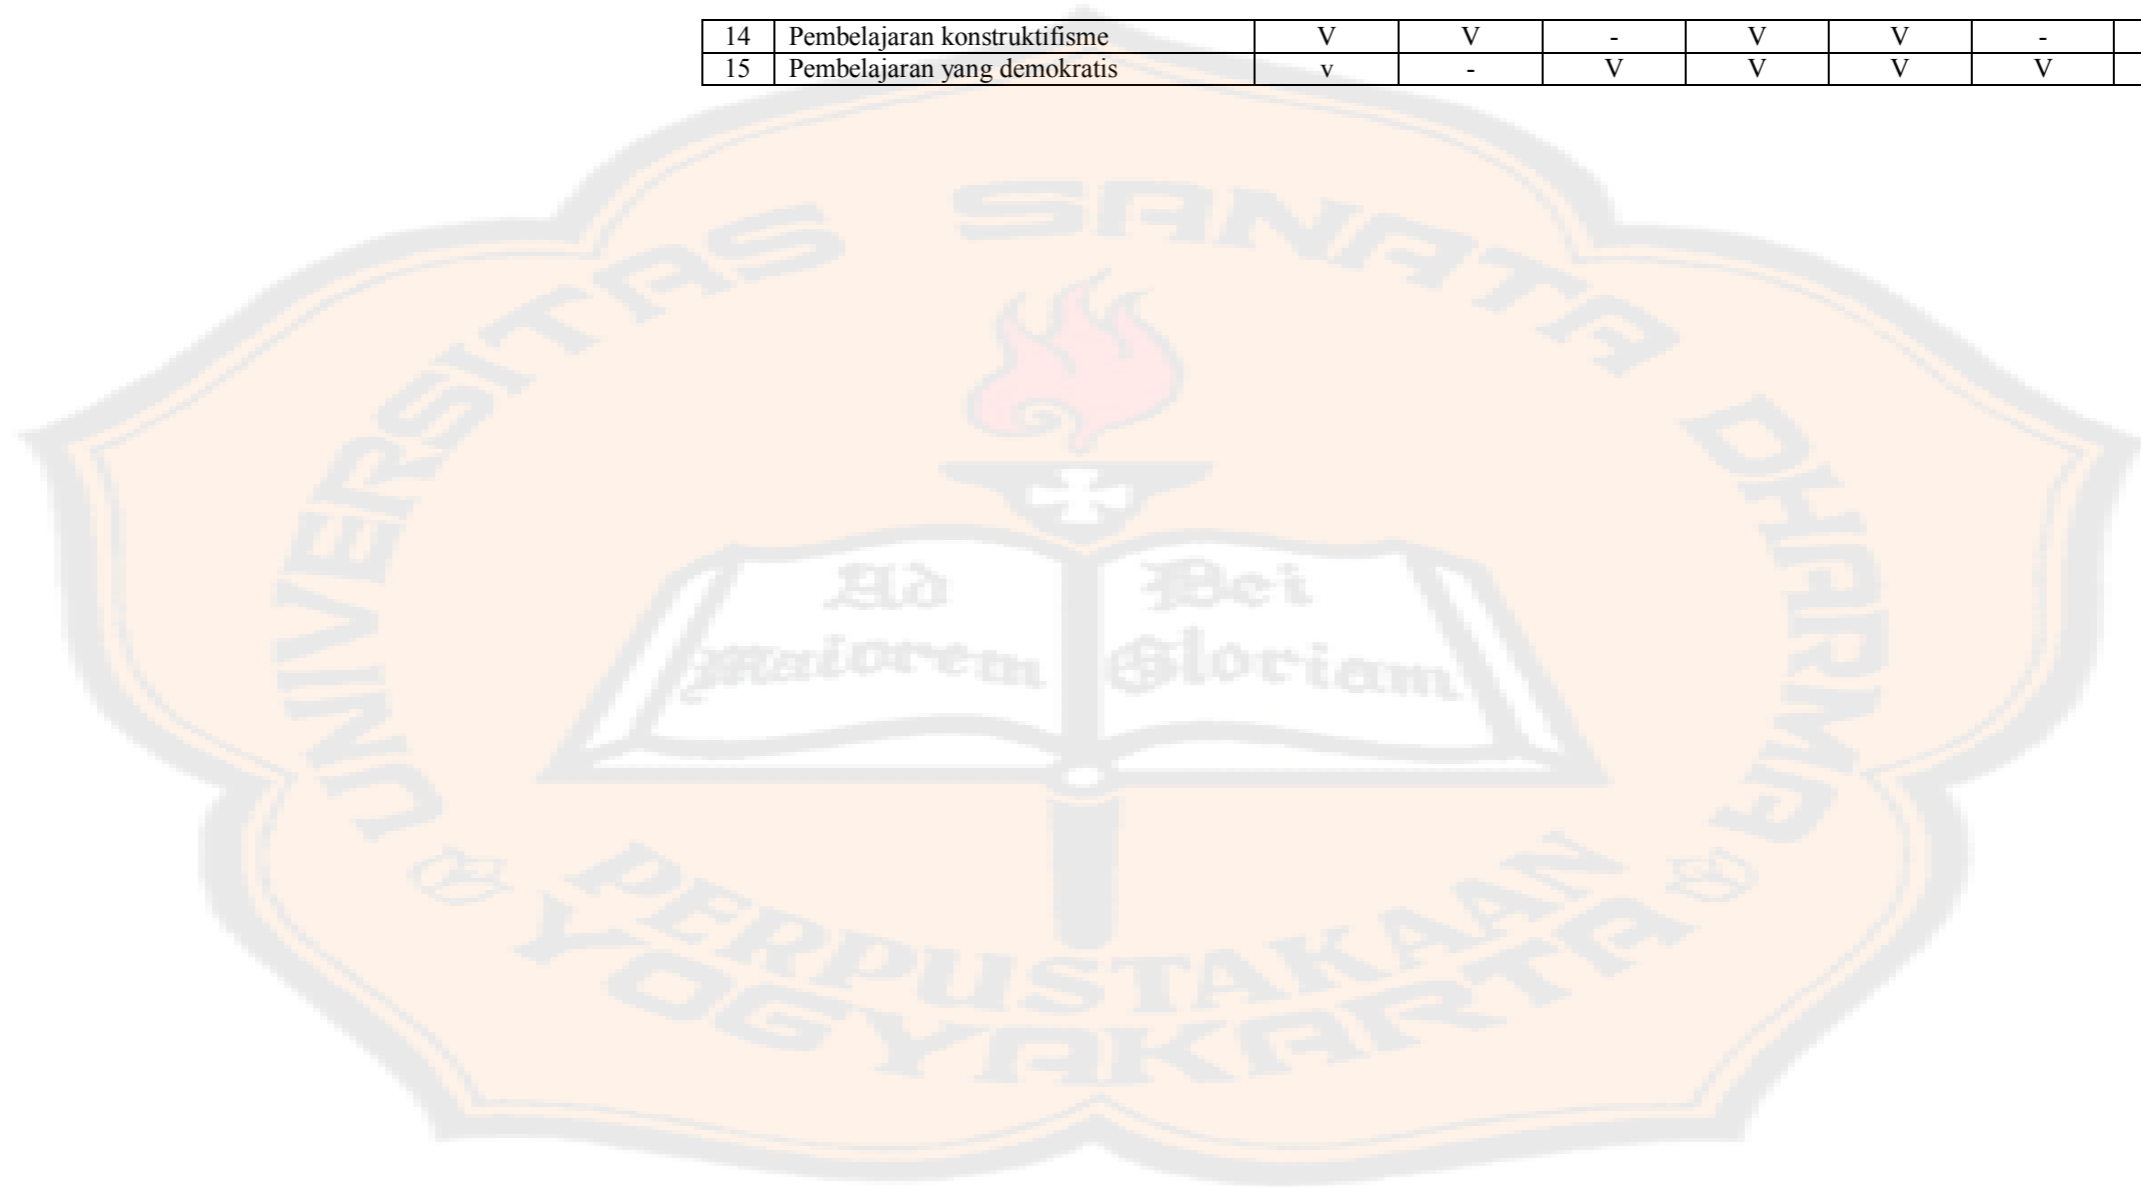 14 Pembelajaran konstruktifisme V V - V V -
15 Pembelajaran yang demokratis v - V V V V
UNIVERSITAS SANATA DHARMA
Ad Dei
Maiorem Gloriam
PERPUSTAKAAN
YOGYAKARTA